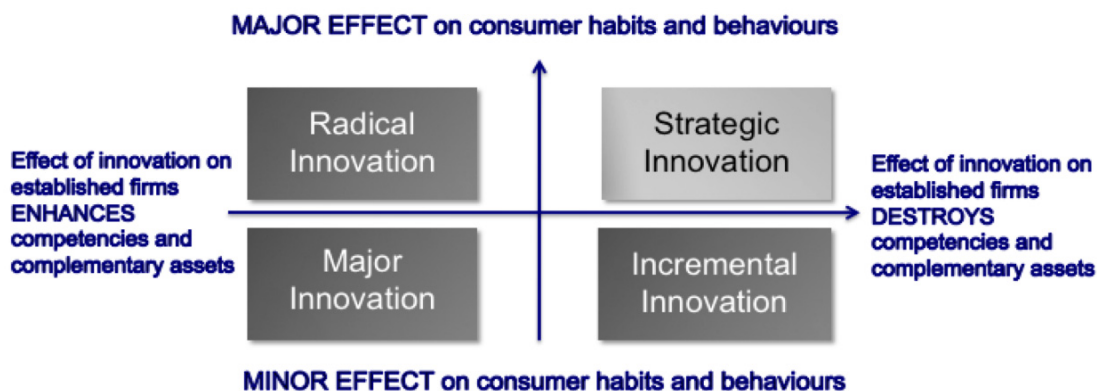 MAJOR EFFECT on consumer habits and behaviours
Radical
Innovation
Strategic
Innovation
Effect of innovation on
established firms
ENHANCES
competencies and
complementary assets
Effect of innovation on
established firms
DESTROYS
competencies and
complementary assets
Major
Innovation
Incremental
Innovation
MINOR EFFECT on consumer habits and behaviours